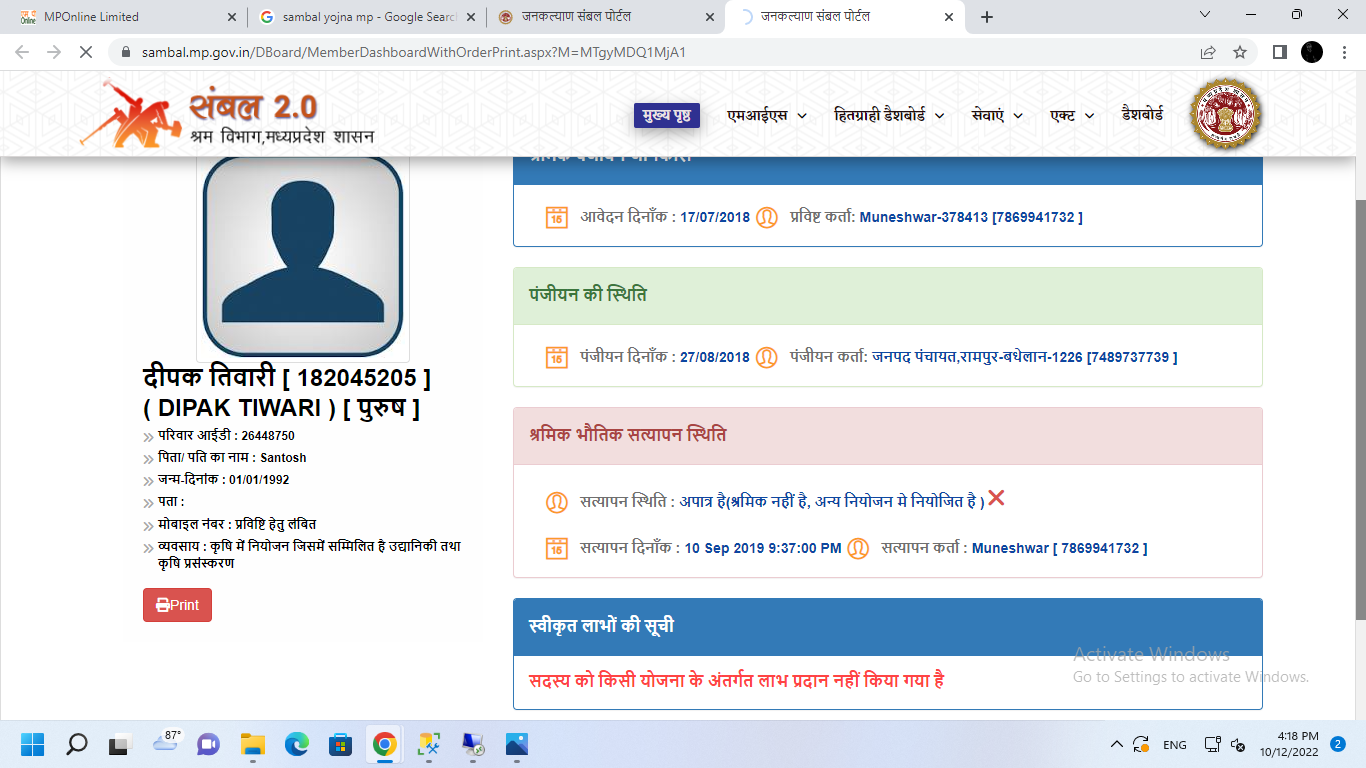 MPOnline Limited
sambal yojna mp - Google Searc
जनकल्याण संबल पोर्टल
जनकल्याण संबल पोर्टल
sambal.mp.gov.in/DBoard/MemberDashboardWithOrderPrint.aspx?M=MTgyMDQ1MjA1
संबल 2.0
श्रम विभाग,मध्यप्रदेश शासन
मुख्य पृष्ठ एमआईएस हितग्राही डैशबोर्ड सेवाएं एक्ट डैशबोर्ड
श्रमिक पंजीयन जानकारी
आवेदन दिनाँक : 17/07/2018 प्रविष्ट कर्ता: Muneshwar-378413 [7869941732 ]
पंजीयन की स्थिति
पंजीयन दिनाँक : 27/08/2018 पंजीयन कर्ता: जनपद पंचायत,रामपुर-बधेलान-1226 [7489737739 ]
दीपक तिवारी [ 182045205 ]
( DIPAK TIWARI ) [ पुरुष ]
परिवार आईडी : 26448750
पिता/ पति का नाम : Santosh
जन्म-दिनांक : 01/01/1992
पता :
मोबाइल नंबर : प्रविष्टि हेतु लंबित
व्यवसाय : कृषि में नियोजन जिसमें सम्मिलित है उद्यानिकी तथा
कृषि प्रसंस्करण
Print
श्रमिक भौतिक सत्यापन स्थिति
सत्यापन स्थिति : अपात्र है(श्रमिक नहीं है, अन्य नियोजन मे नियोजित है )
सत्यापन दिनाँक : 10 Sep 2019 9:37:00 PM सत्यापन कर्ता : Muneshwar [ 7869941732 ]
स्वीकृत लाभों की सूची
सदस्य को किसी योजना के अंतर्गत लाभ प्रदान नहीं किया गया है
Activate Windows
Go to Settings to activate Windows.
87°
ENG
4:18 PM
10/12/2022
2